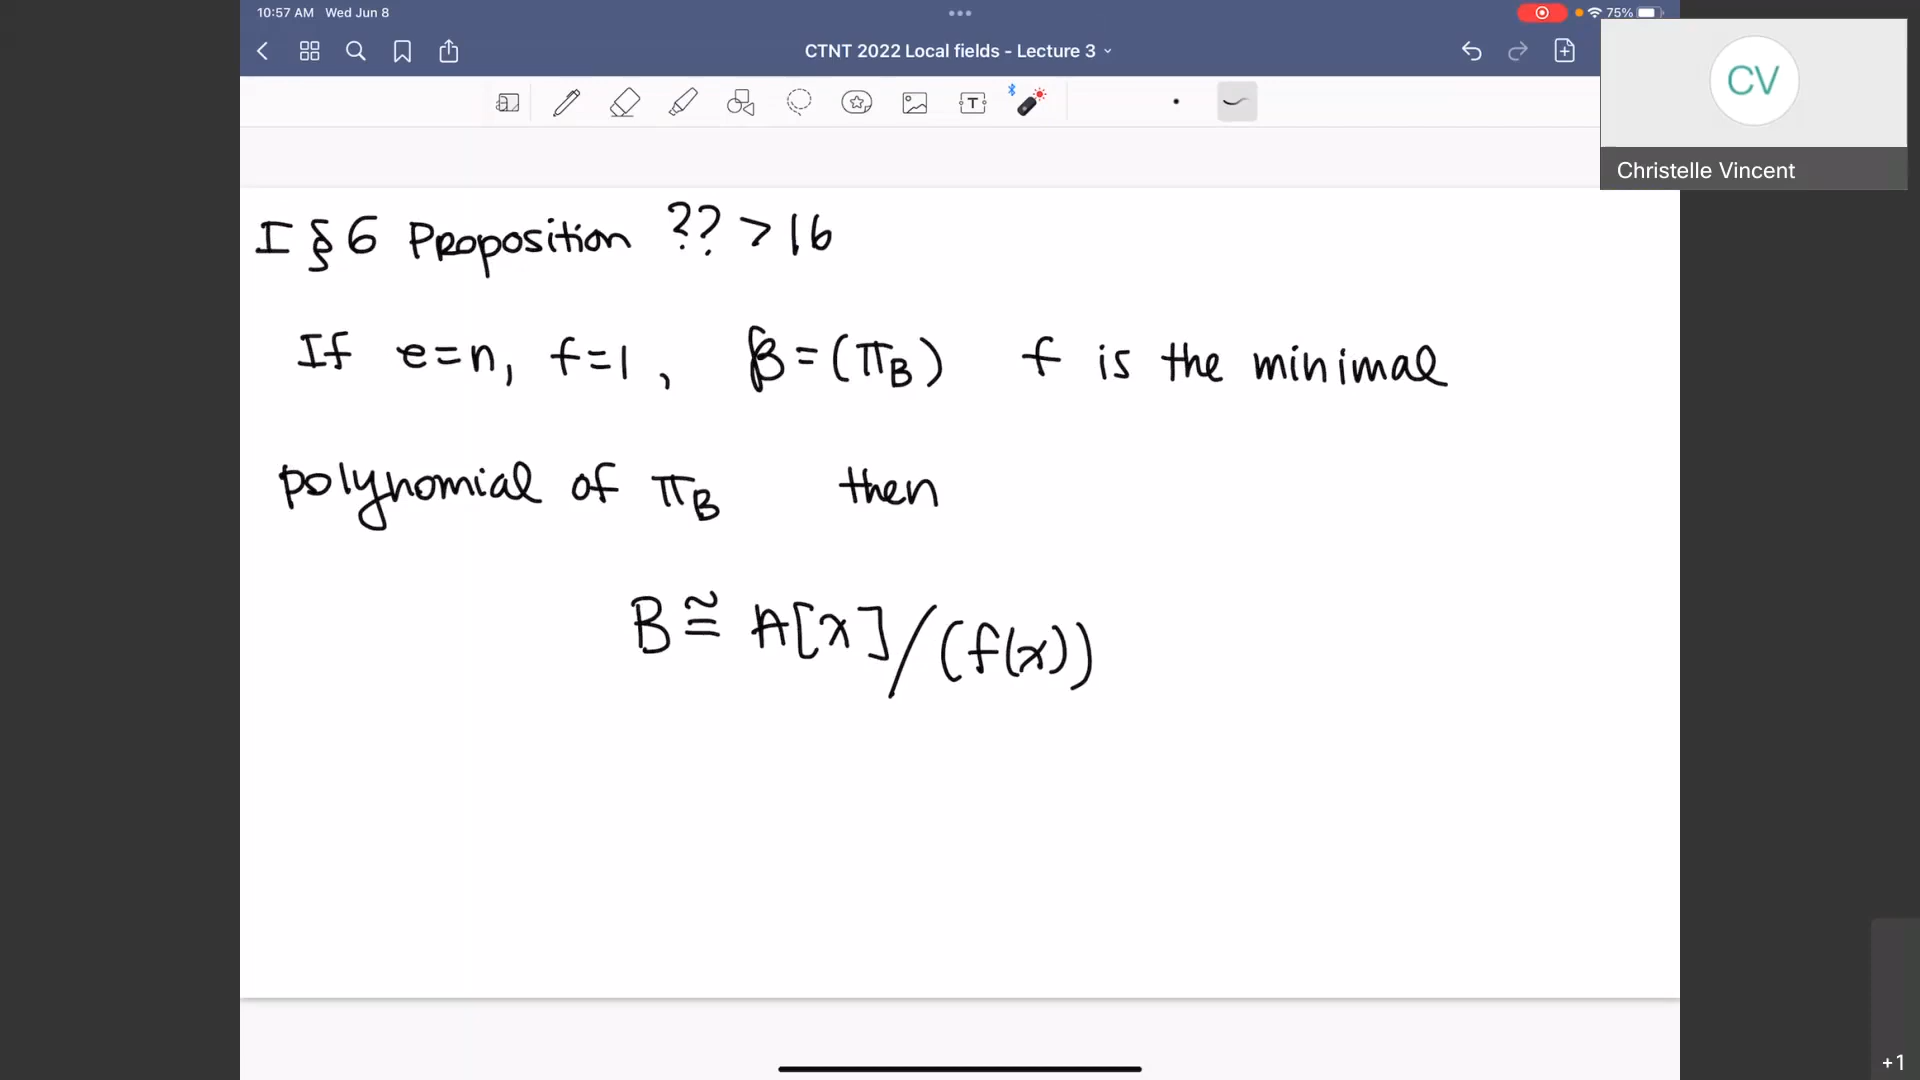 10:57 AM Wed Jun 8
75%
CTNT 2022 Local fields - Lecture 3
CV
Christelle Vincent
I § 6 Proposition ?? > 16
If e=n, f=1, 𝔓=(π_B) f is the minimal
polynomial of π_B then
B ≅ A[x]/(f(x))
+1